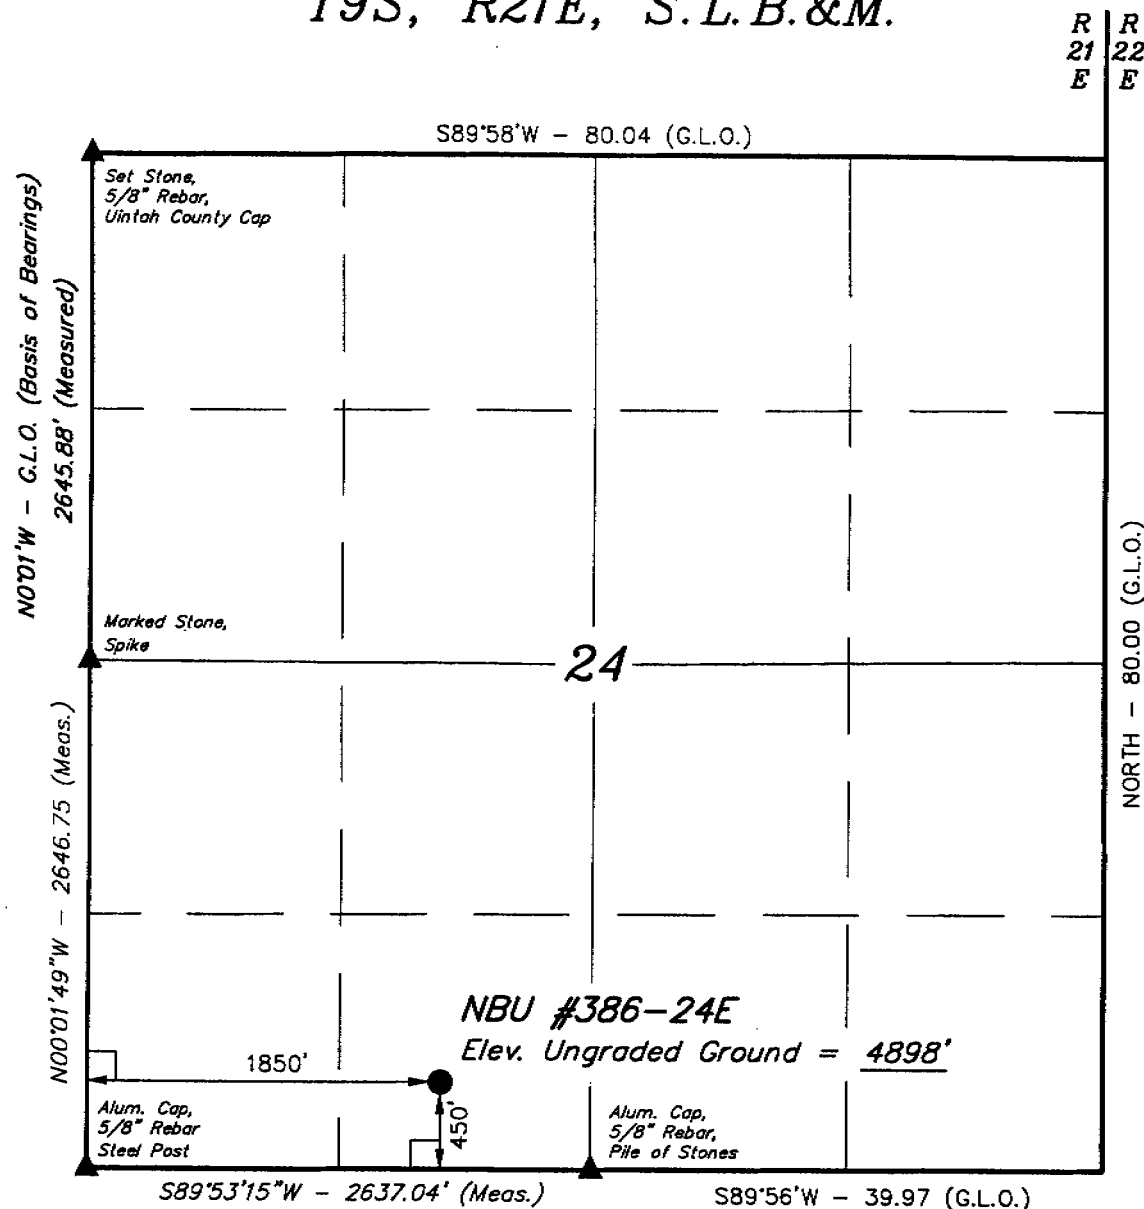 T9S, R21E, S.L.B.&M.
R R
21 22
E E
S89°58'W - 80.04 (G.L.O.)
Set Stone,
5/8" Rebar,
Uintah County Cap
N0°01'W - G.L.O. (Basis of Bearings)
2645.88' (Measured)
Marked Stone,
Spike
24
NORTH - 80.00 (G.L.O.)
N00°01'49"W - 2646.75 (Meas.)
NBU #386-24E
Elev. Ungraded Ground = 4898'
1850'
450'
Alum. Cap,
5/8" Rebar
Steel Post
Alum. Cap,
5/8" Rebar,
Pile of Stones
S89°53'15"W - 2637.04' (Meas.)
S89°56'W - 39.97 (G.L.O.)